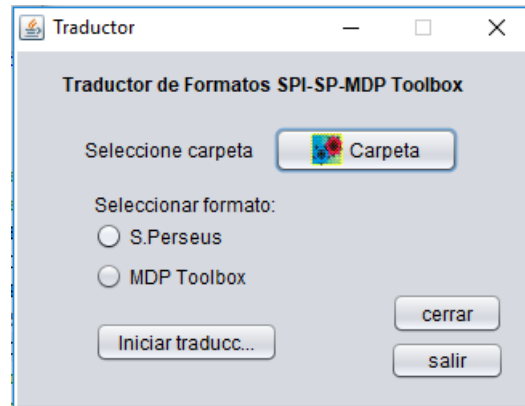 Traductor
Traductor de Formatos SPI-SP-MDP Toolbox
Seleccione carpeta Carpeta
Seleccionar formato:
S.Perseus
MDP Toolbox
cerrar
Iniciar traducc...
salir